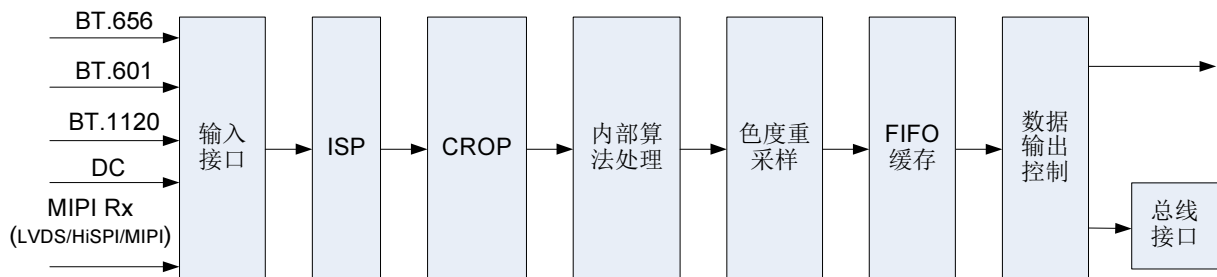 BT.656
BT.601
BT.1120
DC
MIPI Rx
(LVDS/HiSPI/MIPI)
输入
接口
ISP
CROP
内部算
法处理
色度重
采样
FIFO
缓存
数据
输出
控制
总线
接口